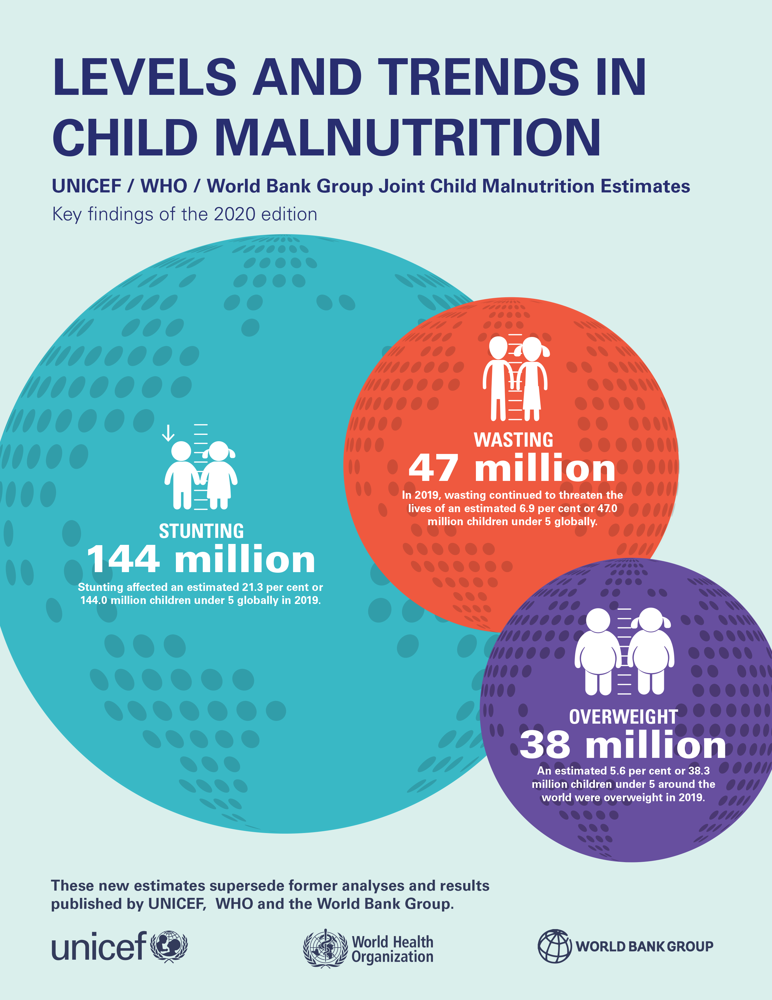 LEVELS AND TRENDS IN
CHILD MALNUTRITION
UNICEF / WHO / World Bank Group Joint Child Malnutrition Estimates
Key findings of the 2020 edition
WASTING
47 million
In 2019, wasting continued to threaten the
lives of an estimated 6.9 per cent or 47.0
million children under 5 globally.
STUNTING
144 million
Stunting affected an estimated 21.3 per cent or
144.0 million children under 5 globally in 2019.
OVERWEIGHT
38 million
An estimated 5.6 per cent or 38.3
million children under 5 around the
world were overweight in 2019.
These new estimates supersede former analyses and results
published by UNICEF, WHO and the World Bank Group.
unicef
World Health
Organization
WORLD BANK GROUP